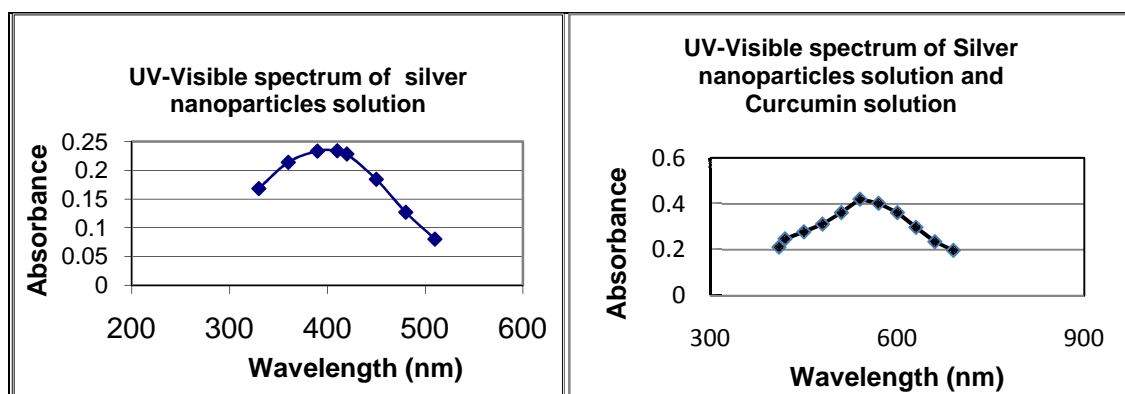 UV-Visible spectrum of silver
nanoparticles solution
0.25
0.2
0.15
0.1
0.05
0
Absorbance
200 300 400 500 600
Wavelength (nm)
UV-Visible spectrum of Silver
nanoparticles solution and
Curcumin solution
0.6
0.4
0.2
0
Absorbance
300 600 900
Wavelength (nm)